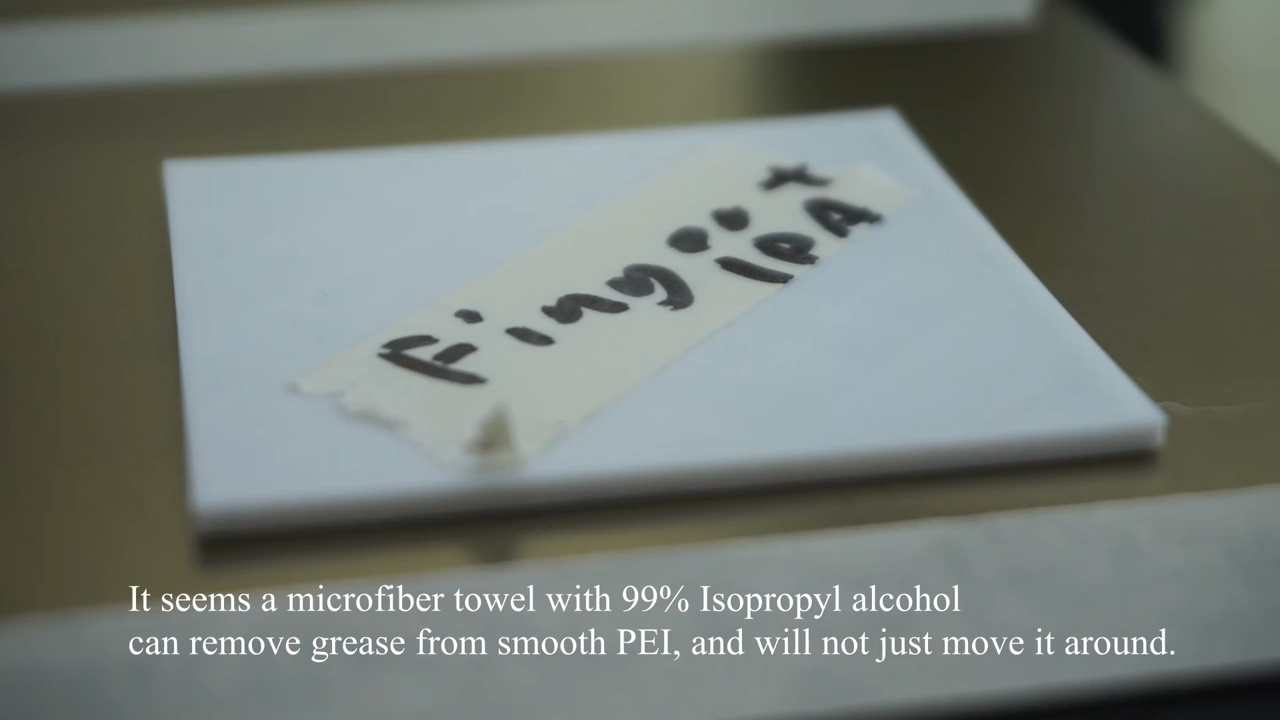 Finger +
IPA
It seems a microfiber towel with 99% Isopropyl alcohol
can remove grease from smooth PEI, and will not just move it around.